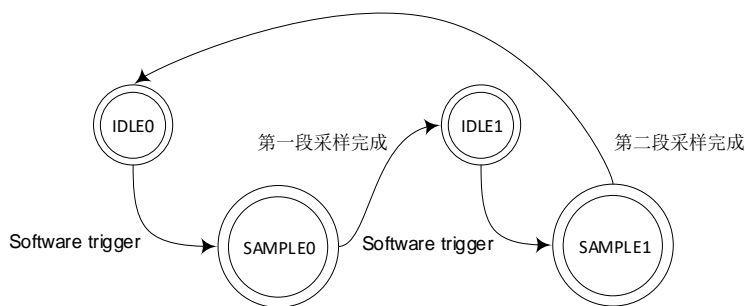 IDLE0
IDLE1
第一段采样完成
第二段采样完成
Software trigger
SAMPLE0
Software trigger
SAMPLE1